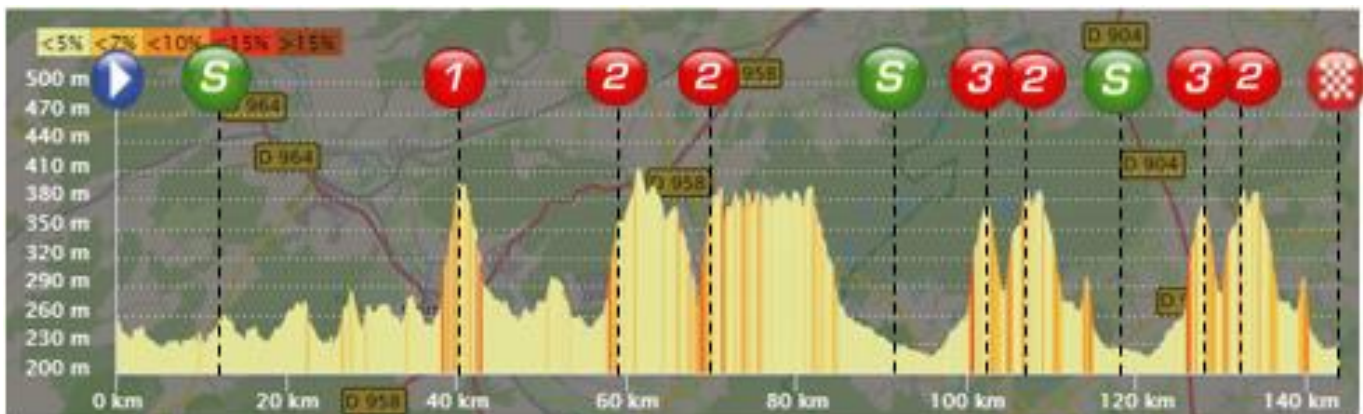 <5% <7% <10% <15% >15%
S 1 2 2 S 3 2 S 3 2
D 904
958
500 m
470 m
440 m
410 m
380 m
350 m
320 m
290 m
260 m
230 m
200 m
D 964
D 964
D 958
D 904
D 958
0 km 20 km 40 km 60 km 80 km 100 km 120 km 140 km